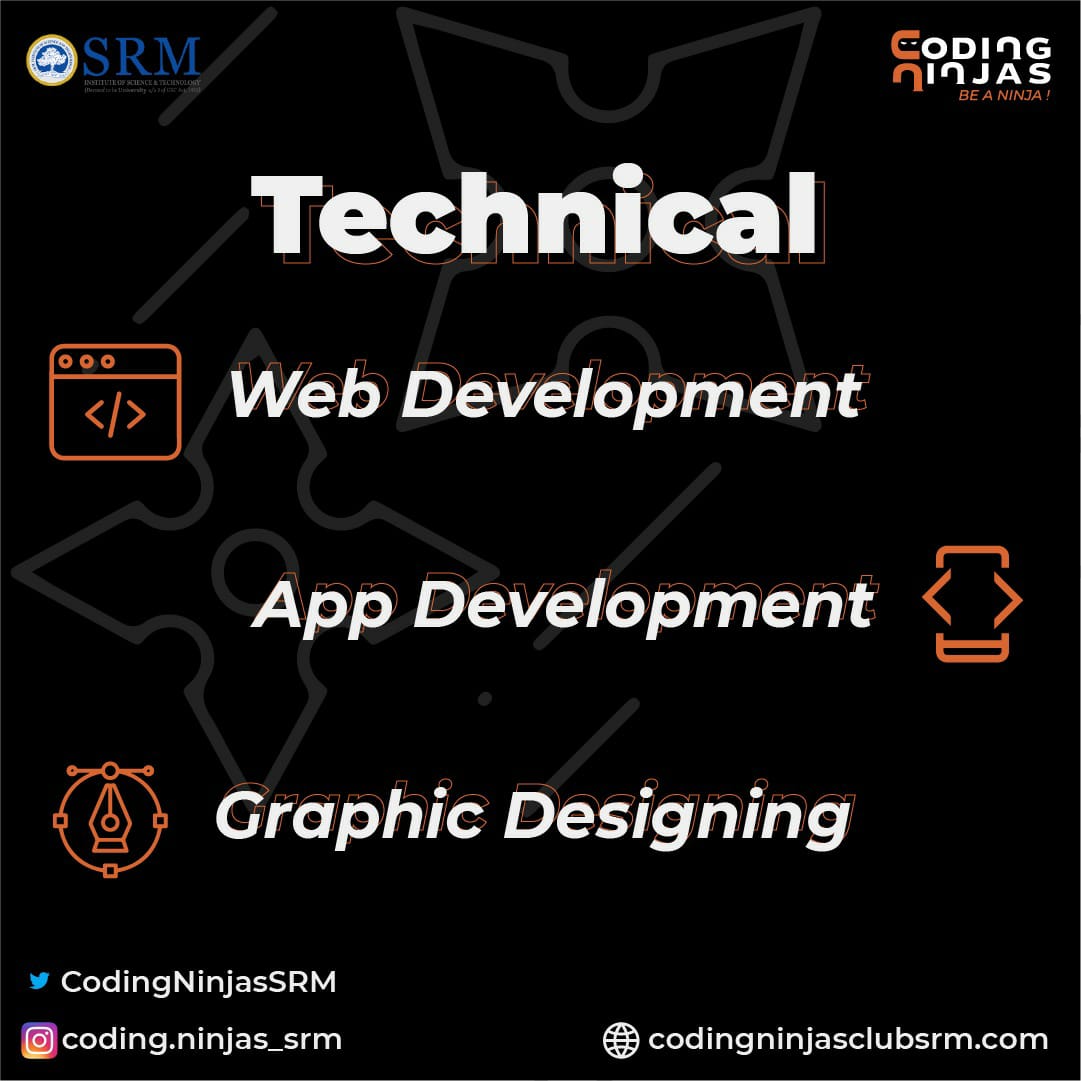 SRM
INSTITUTE OF SCIENCE & TECHNOLOGY
CODING
NINJAS
BE A NINJA !
Technical
Web Development
App Development
Graphic Designing
CodingNinjasSRM
coding.ninjas_srm
codingninjasclubsrm.com